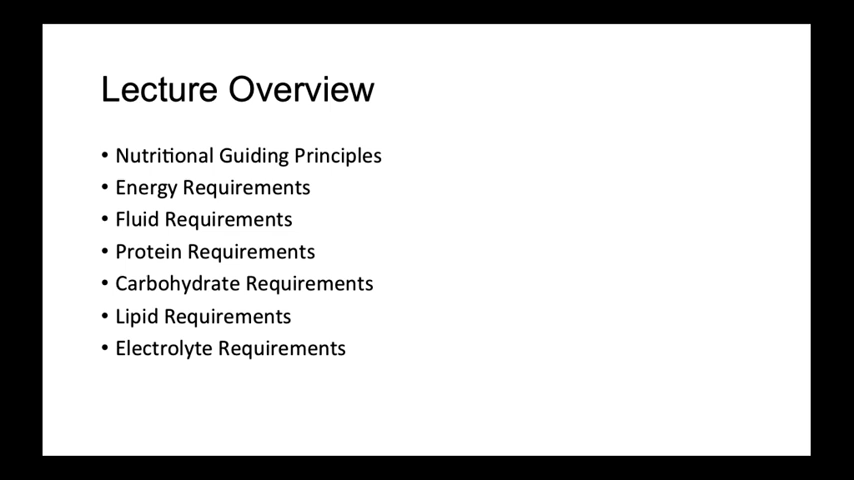 Lecture Overview
• Nutritional Guiding Principles
• Energy Requirements
• Fluid Requirements
• Protein Requirements
• Carbohydrate Requirements
• Lipid Requirements
• Electrolyte Requirements